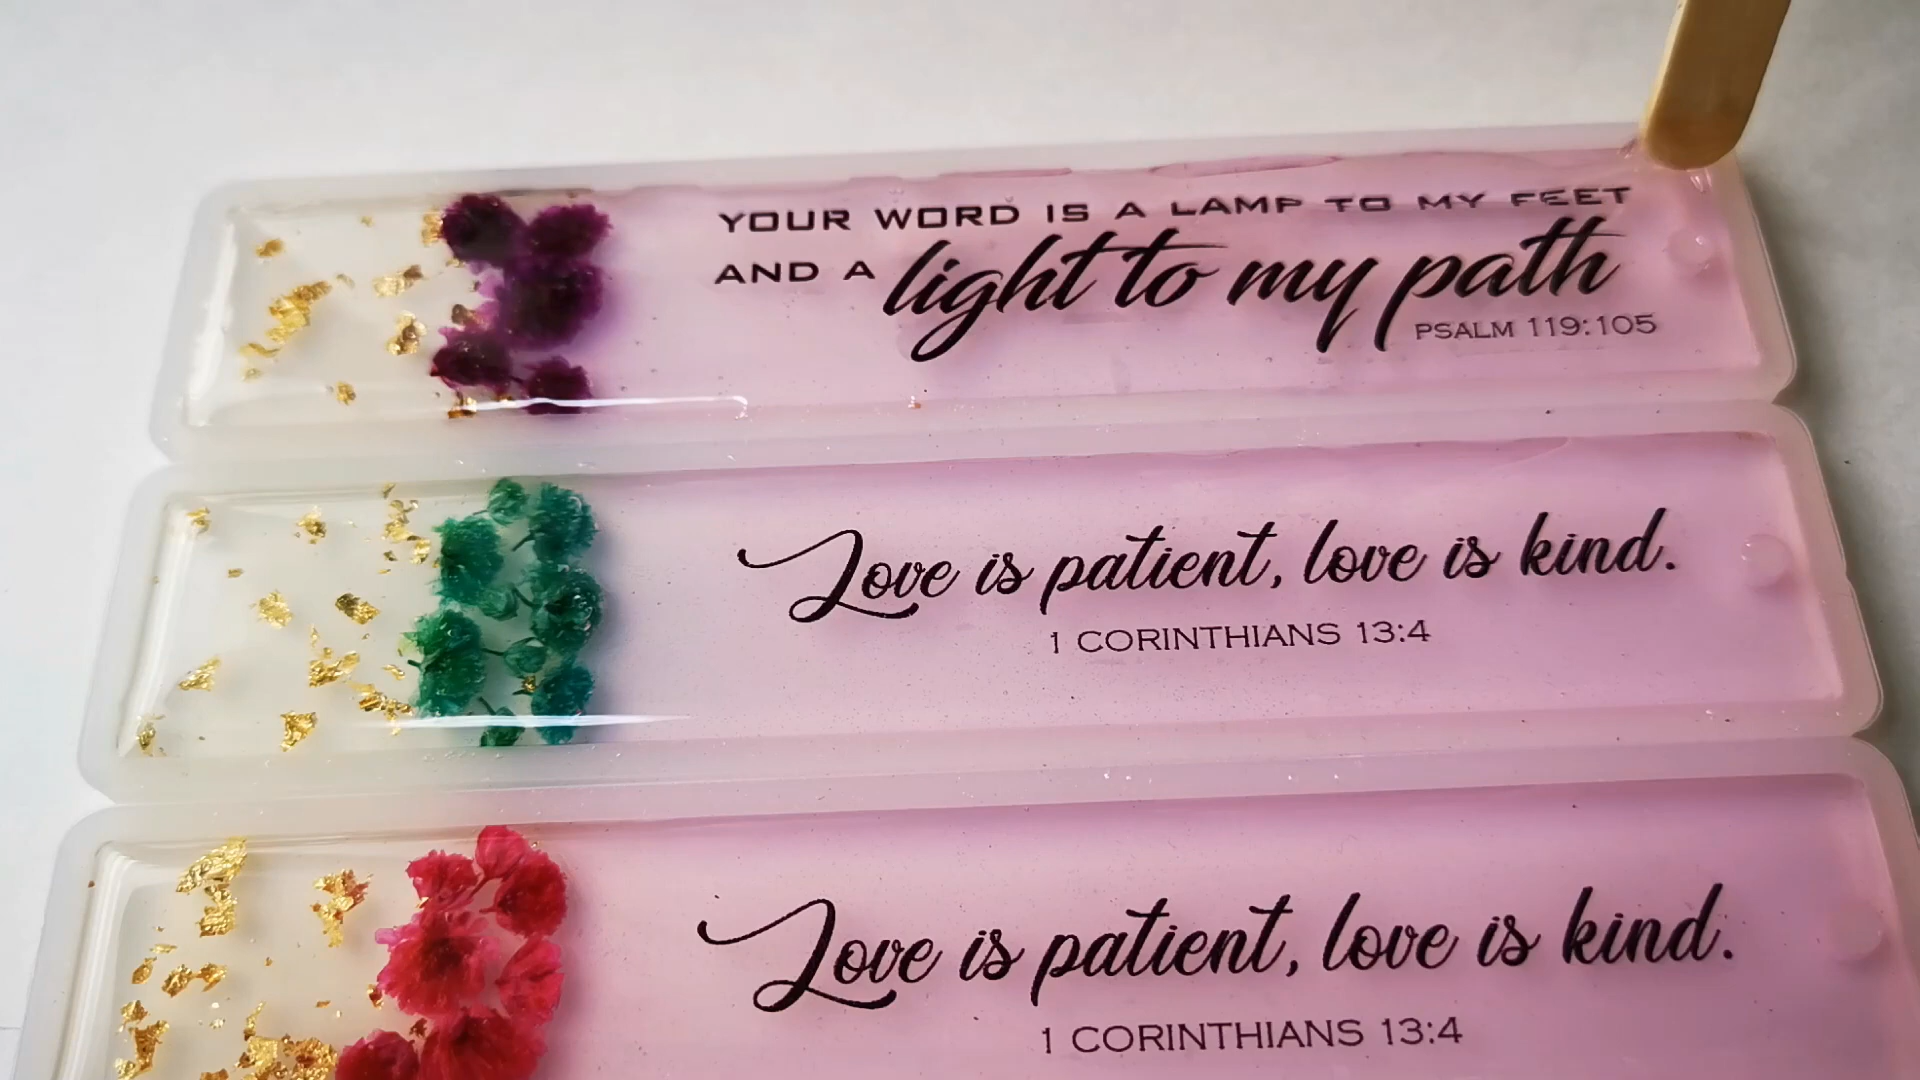 YOUR WORD IS A LAMP TO MY FEET
AND A light to my path
PSALM 119:105
Love is patient, love is kind.
1 CORINTHIANS 13:4
Love is patient, love is kind.
1 CORINTHIANS 13:4